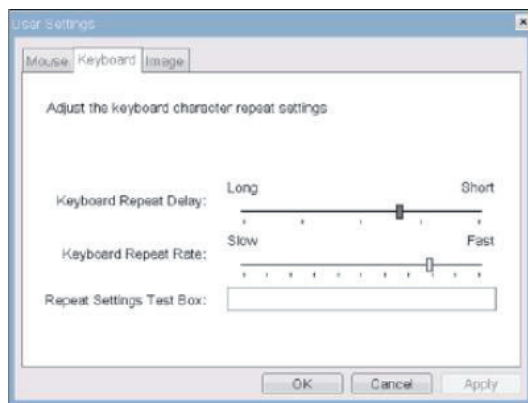 User Settings
Mouse Keyboard Image
Adjust the keyboard character repeat settings
Long Short
Keyboard Repeat Delay:
Slow Fast
Keyboard Repeat Rate:
Repeat Settings Test Box:
OK Cancel Apply